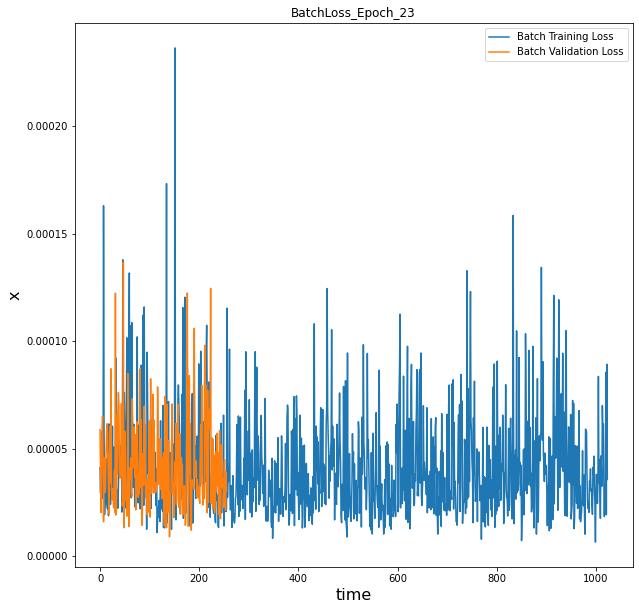 BatchLoss_Epoch_23
Batch Training Loss
Batch Validation Loss
0.00020
0.00015
0.00010
0.00005
0.00000
x
0
200
400
600
800
1000
time